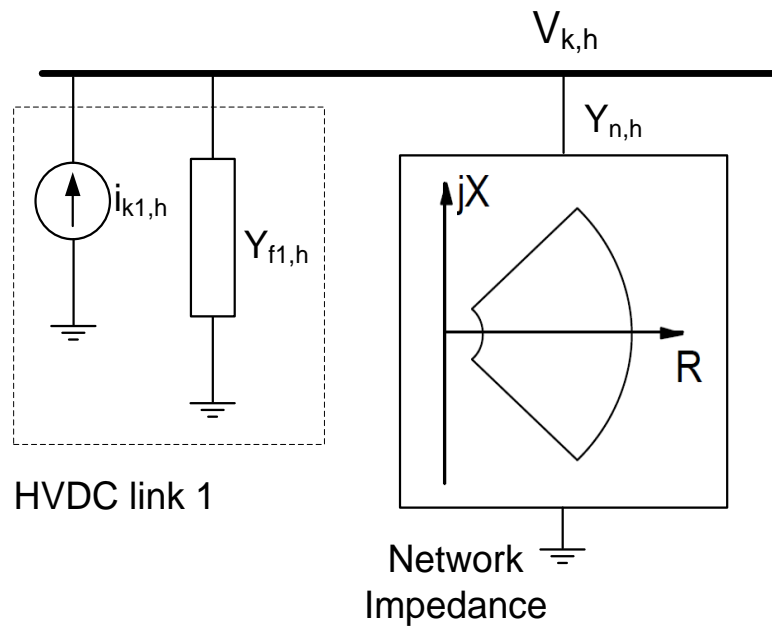 V_{k,h}
Y_{n,h}
i_{k1,h}
Y_{f1,h}
jX
R
HVDC link 1
Network
Impedance